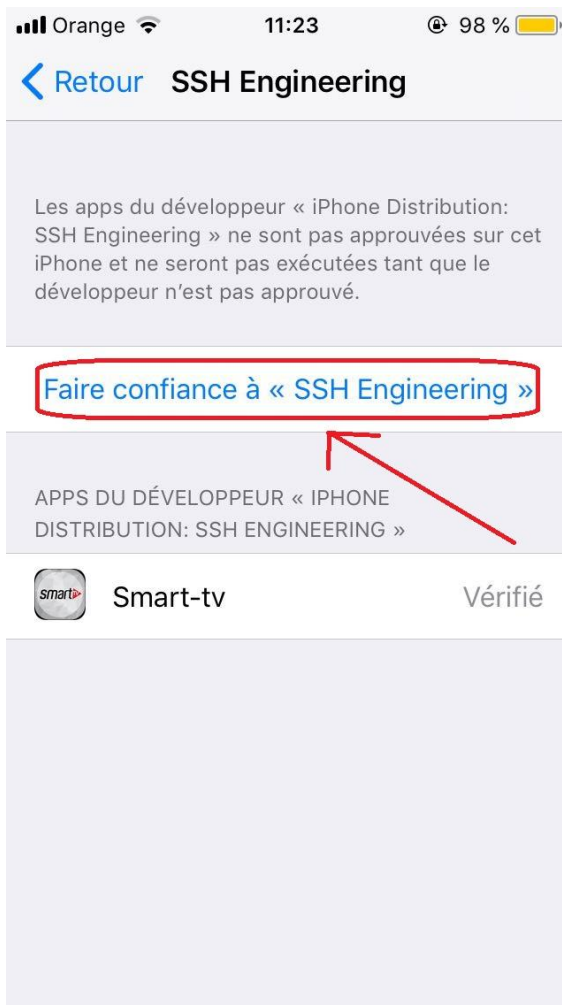 Orange 11:23 98 %
Retour SSH Engineering
Les apps du développeur « iPhone Distribution:
SSH Engineering » ne sont pas approuvées sur cet
iPhone et ne seront pas exécutées tant que le
développeur n’est pas approuvé.
Faire confiance à « SSH Engineering »
APPS DU DÉVELOPPEUR « IPHONE
DISTRIBUTION: SSH ENGINEERING »
smart
Smart-tv Vérifié